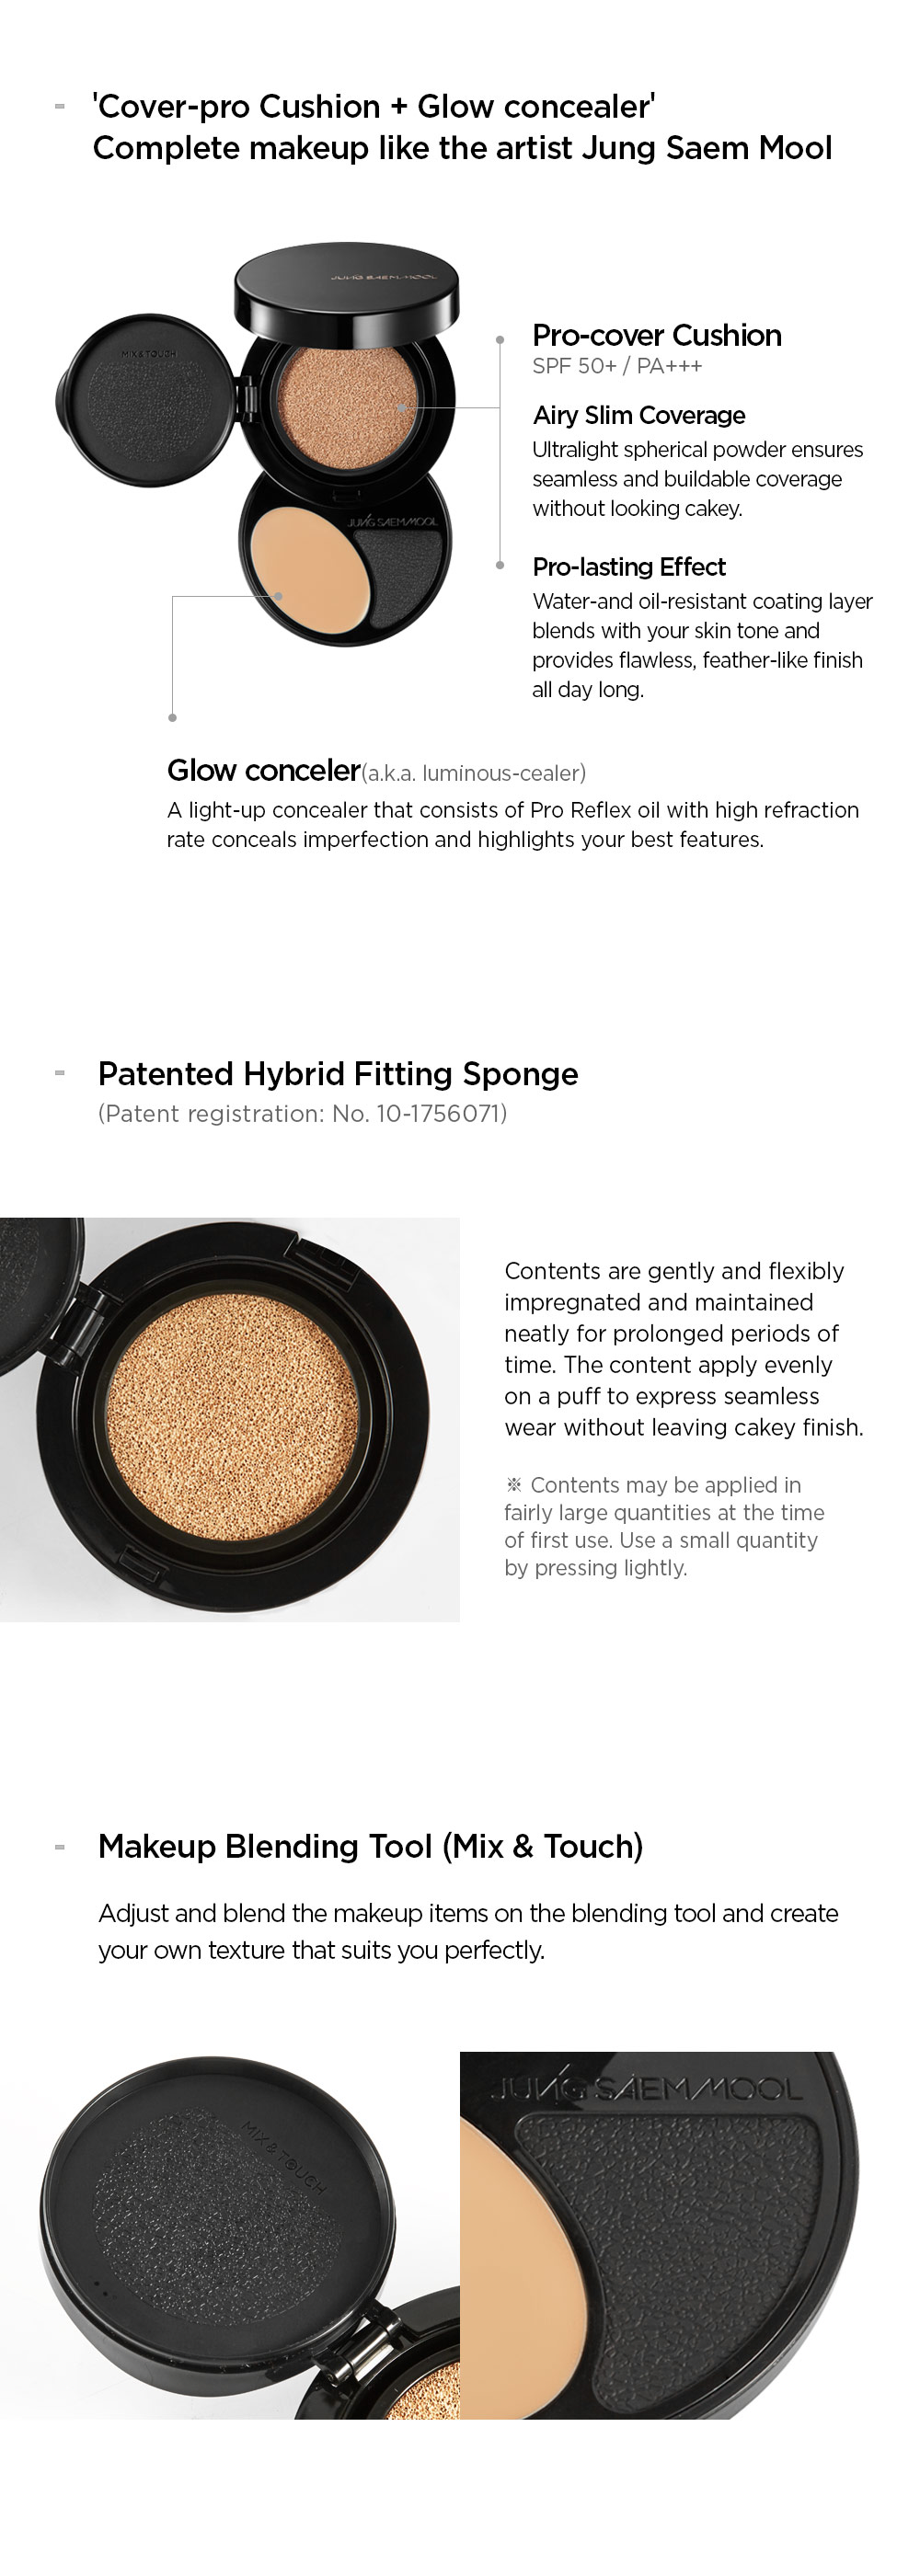 'Cover-pro Cushion + Glow concealer'
Complete makeup like the artist Jung Saem Mool
JUNG SAEM MOOL
MIX & TOUCH
JUNG SAEM MOOL
Pro-cover Cushion
SPF 50+ / PA+++
Airy Slim Coverage
Ultralight spherical powder ensures
seamless and buildable coverage
without looking cakey.
Pro-lasting Effect
Water-and oil-resistant coating layer
blends with your skin tone and
provides flawless, feather-like finish
all day long.
Glow conceler(a.k.a. luminous-cealer)
A light-up concealer that consists of Pro Reflex oil with high refraction
rate conceals imperfection and highlights your best features.
Patented Hybrid Fitting Sponge
(Patent registration: No. 10-1756071)
Contents are gently and flexibly
impregnated and maintained
neatly for prolonged periods of
time. The content apply evenly
on a puff to express seamless
wear without leaving cakey finish.
※ Contents may be applied in
fairly large quantities at the time
of first use. Use a small quantity
by pressing lightly.
Makeup Blending Tool (Mix & Touch)
Adjust and blend the makeup items on the blending tool and create
your own texture that suits you perfectly.
MIX & TOUCH
JUNG SAEM MOOL